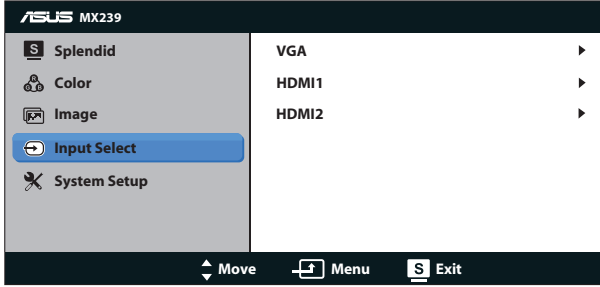 ASUS MX239
S Splendid
R G B Color
Image
Input Select
System Setup
VGA
HDMI1
HDMI2
Move Menu S Exit